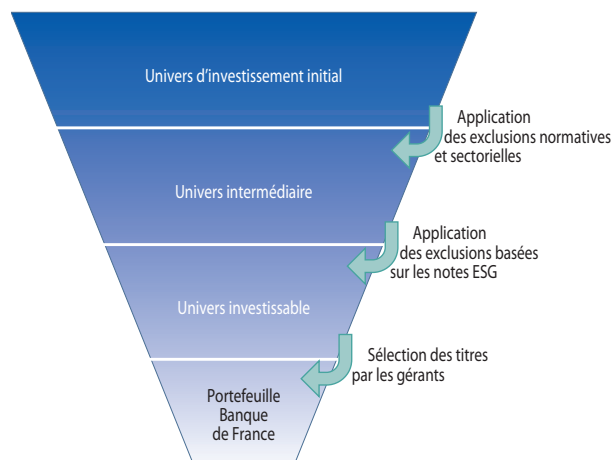 Univers d'investissement initial
Application
des exclusions normatives
et sectorielles
Univers intermédiaire
Application
des exclusions basées
sur les notes ESG
Univers investissable
Sélection des titres
par les gérants
Portefeuille
Banque
de France